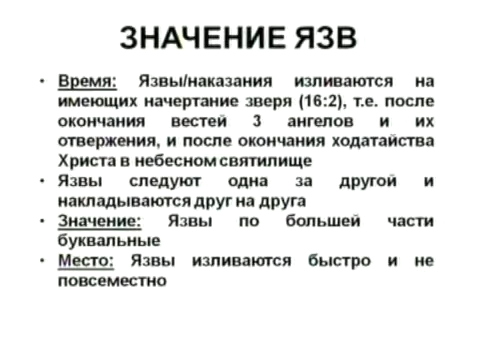 ЗНАЧЕНИЕ ЯЗВ
• Время: Язвы/наказания изливаются на
имеющих начертание зверя (16:2), т.е. после
окончания вестей 3 ангелов и их
отвержения, и после окончания ходатайства
Христа в небесном святилище
• Язвы следуют одна за другой и
накладываются друг на друга
• Значение: Язвы по большей части
буквальные
• Место: Язвы изливаются быстро и не
повсеместно